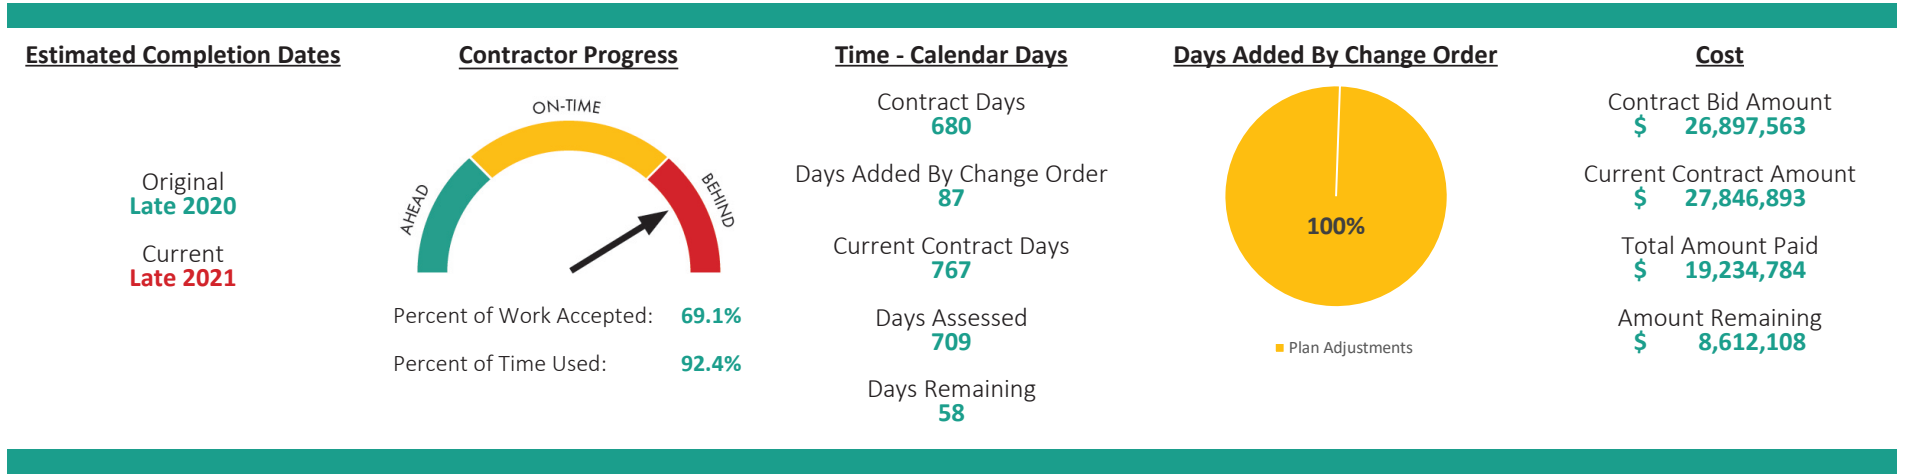 Estimated Completion Dates
Original
Late 2020
Current
Late 2021
Contractor Progress
AHEAD
ON-TIME
BEHIND
Percent of Work Accepted: 69.1%
Percent of Time Used: 92.4%
Time - Calendar Days
Contract Days
680
Days Added By Change Order
87
Current Contract Days
767
Days Assessed
709
Days Remaining
58
Days Added By Change Order
100%
Plan Adjustments
Cost
Contract Bid Amount
$ 26,897,563
Current Contract Amount
$ 27,846,893
Total Amount Paid
$ 19,234,784
Amount Remaining
$ 8,612,108